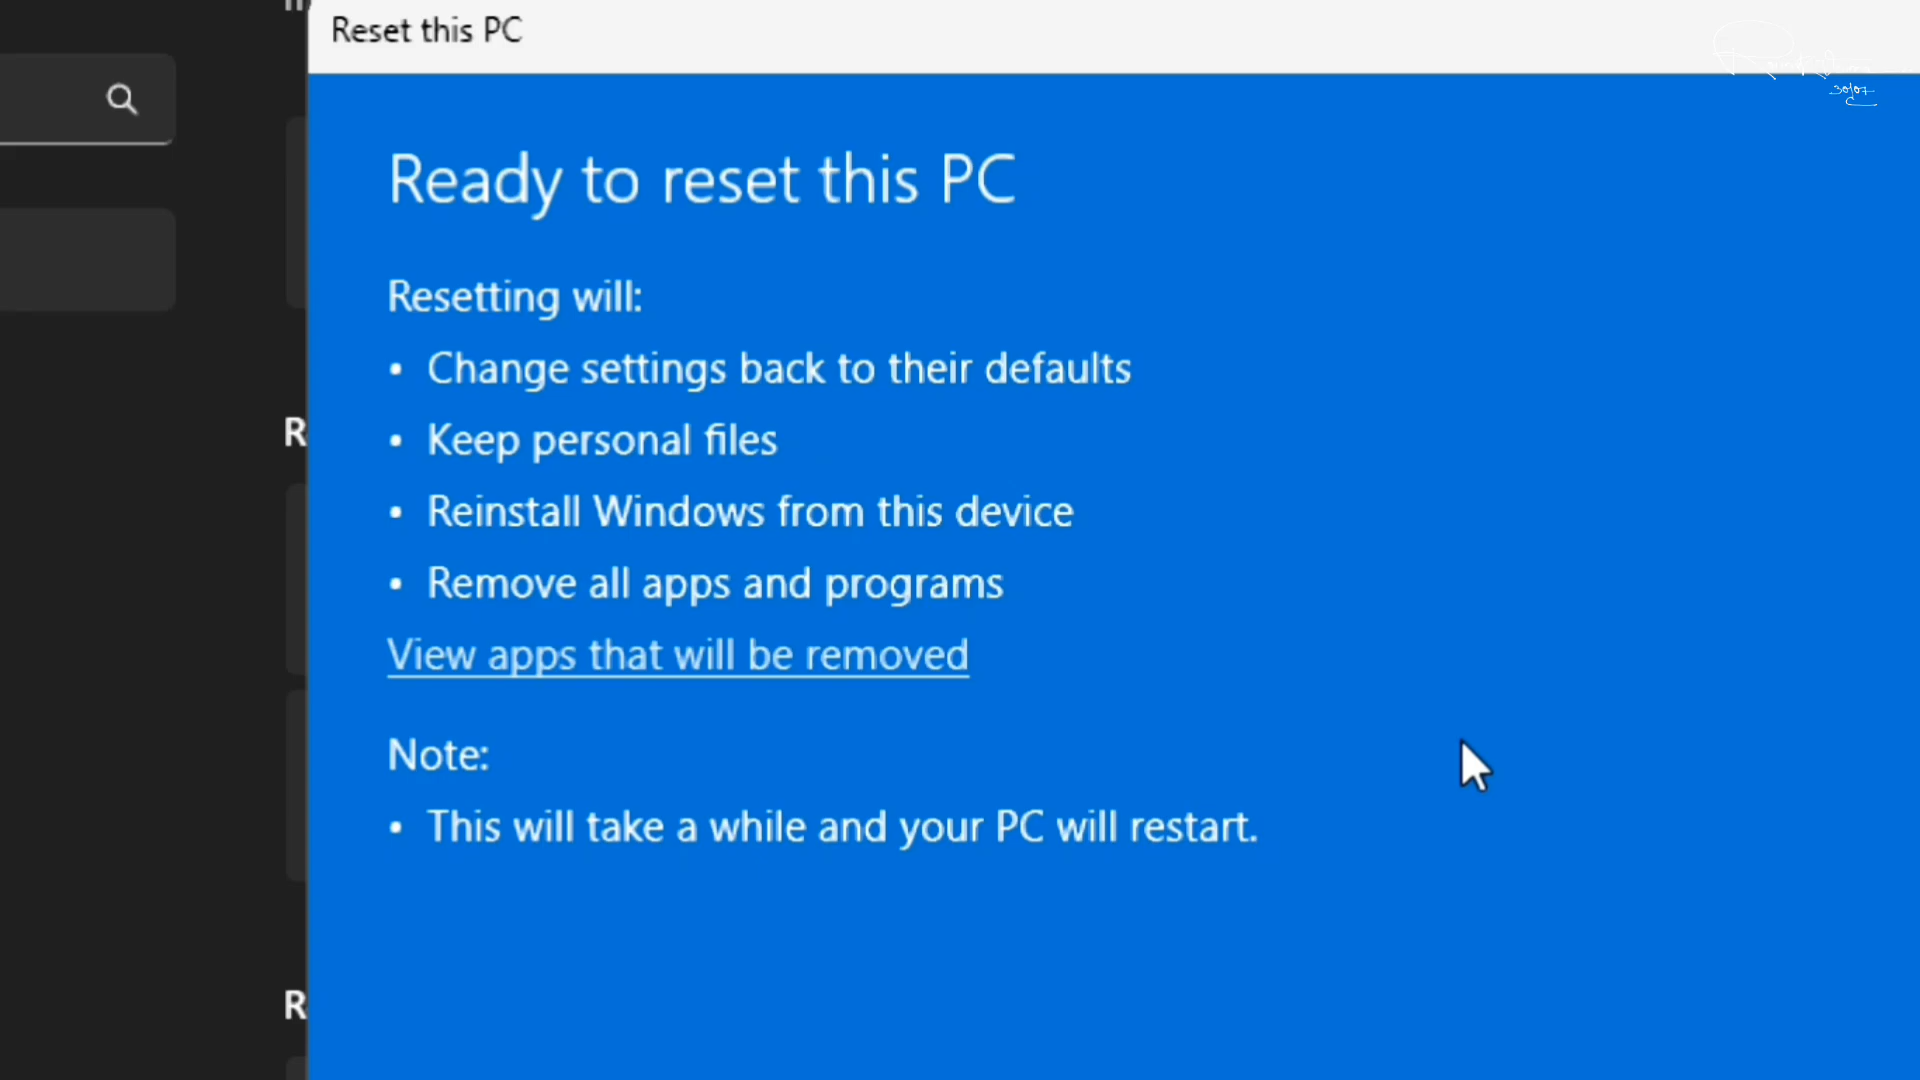 Reset this PC
Ready to reset this PC
Resetting will:
• Change settings back to their defaults
• Keep personal files
R
• Reinstall Windows from this device
• Remove all apps and programs
View apps that will be removed
Note:
• This will take a while and your PC will restart.
R